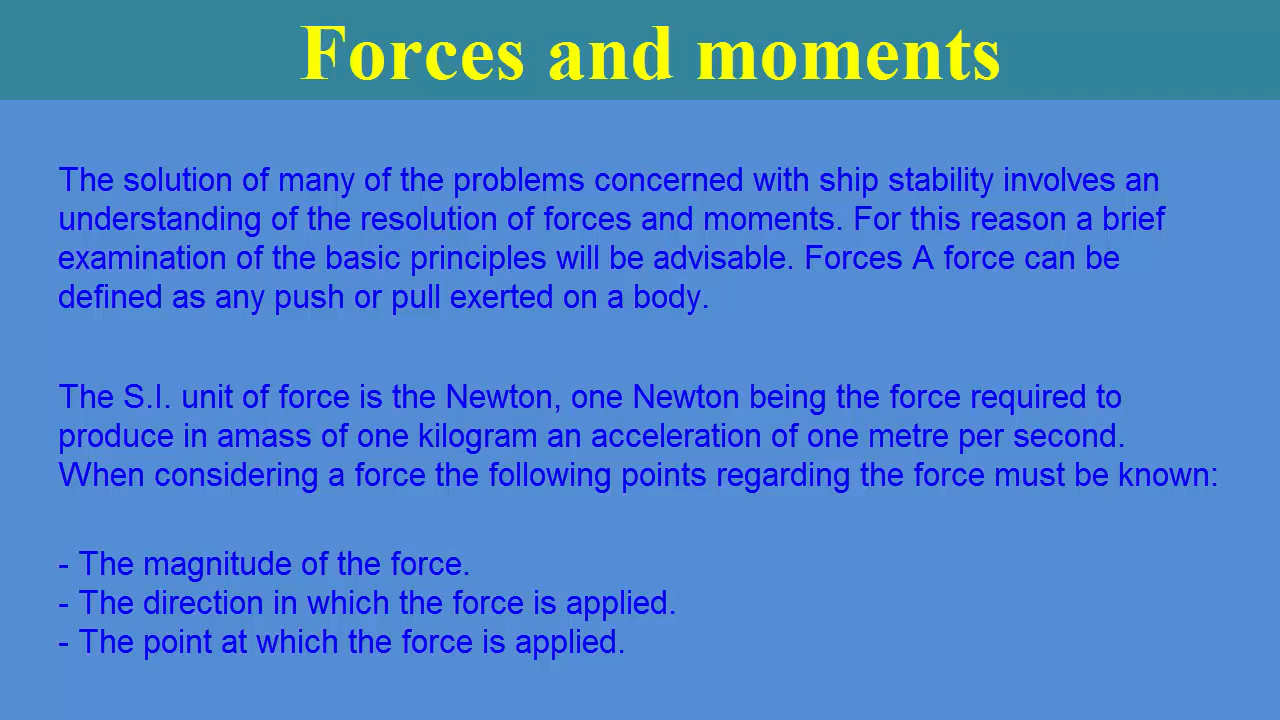 Forces and moments
The solution of many of the problems concerned with ship stability involves an
understanding of the resolution of forces and moments. For this reason a brief
examination of the basic principles will be advisable. Forces A force can be
defined as any push or pull exerted on a body.
The S.I. unit of force is the Newton, one Newton being the force required to
produce in amass of one kilogram an acceleration of one metre per second.
When considering a force the following points regarding the force must be known:
- The magnitude of the force.
- The direction in which the force is applied.
- The point at which the force is applied.